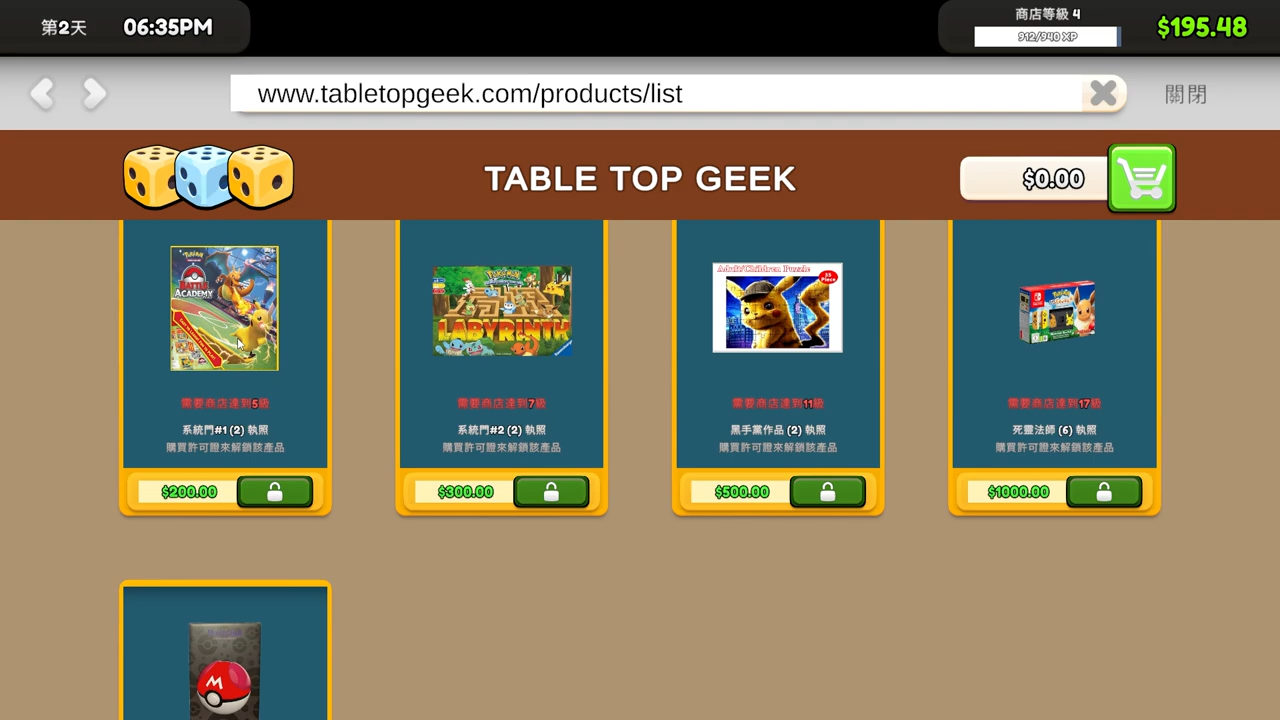 第2天 06:35PM
商店等級 4
912/940 XP
$195.48
www.tabletopgeek.com/products/list
關閉
TABLE TOP GEEK
$0.00
BATTLE ACADEMY
LABYRINTH
Adult/Children Puzzle
需要商店達到5級
系統門#1 (2) 執照
購買許可證來解鎖該產品
$200.00
需要商店達到7級
系統門#2 (2) 執照
購買許可證來解鎖該產品
$300.00
需要商店達到11級
黑手黨作品 (2) 執照
購買許可證來解鎖該產品
$500.00
需要商店達到17級
死靈法師 (6) 執照
購買許可證來解鎖該產品
$1000.00